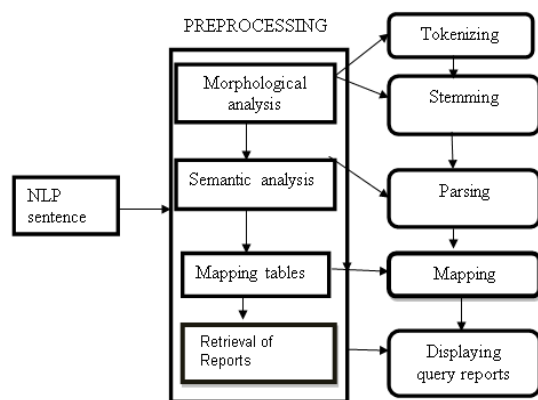 PREPROCESSING
Tokenizing
Morphological
analysis
Stemming
Semantic analysis
Parsing
NLP
sentence
Mapping tables
Mapping
Retrieval of
Reports
Displaying
query reports